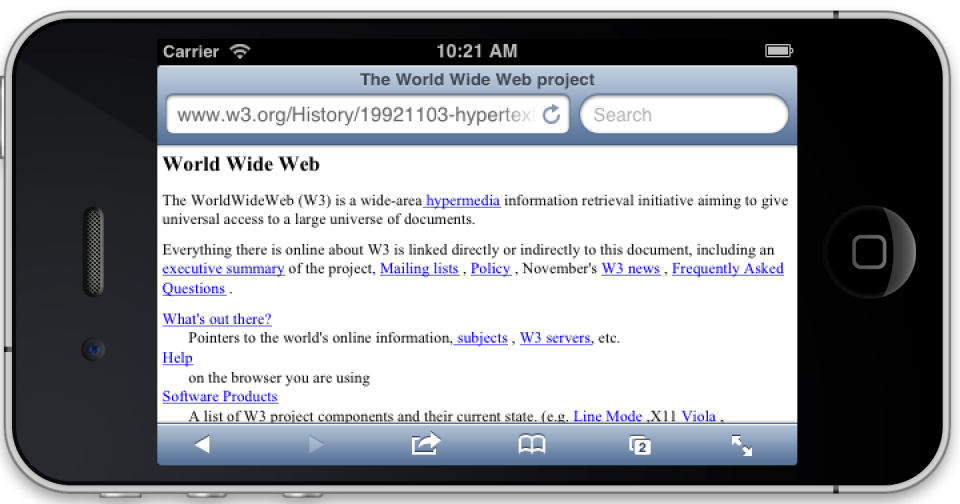 Carrier 10:21 AM
The World Wide Web project
www.w3.org/History/19921103-hypertex Search
World Wide Web
The WorldWideWeb (W3) is a wide-area hypermedia information retrieval initiative aiming to give
universal access to a large universe of documents.
Everything there is online about W3 is linked directly or indirectly to this document, including an
executive summary of the project, Mailing lists , Policy , November's W3 news , Frequently Asked
Questions .
What's out there?
Pointers to the world's online information, subjects , W3 servers, etc.
Help
on the browser you are using
Software Products
A list of W3 project components and their current state. (e.g. Line Mode ,X11 Viola ,
2